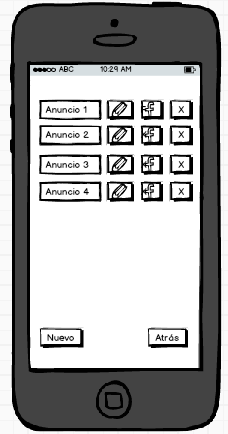 ABC 10:29 AM
Anuncio 1 f X
Anuncio 2 f X
Anuncio 3 f X
Anuncio 4 f X
Nuevo Atrás